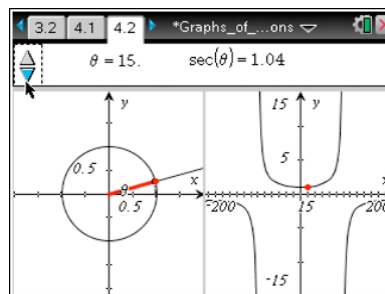 3.2 4.1 4.2 *Graphs_of_...ons
θ = 15. sec(θ)=1.04
y
0.5
θ
x
0.5
15 y
5
x
-200 200
-15